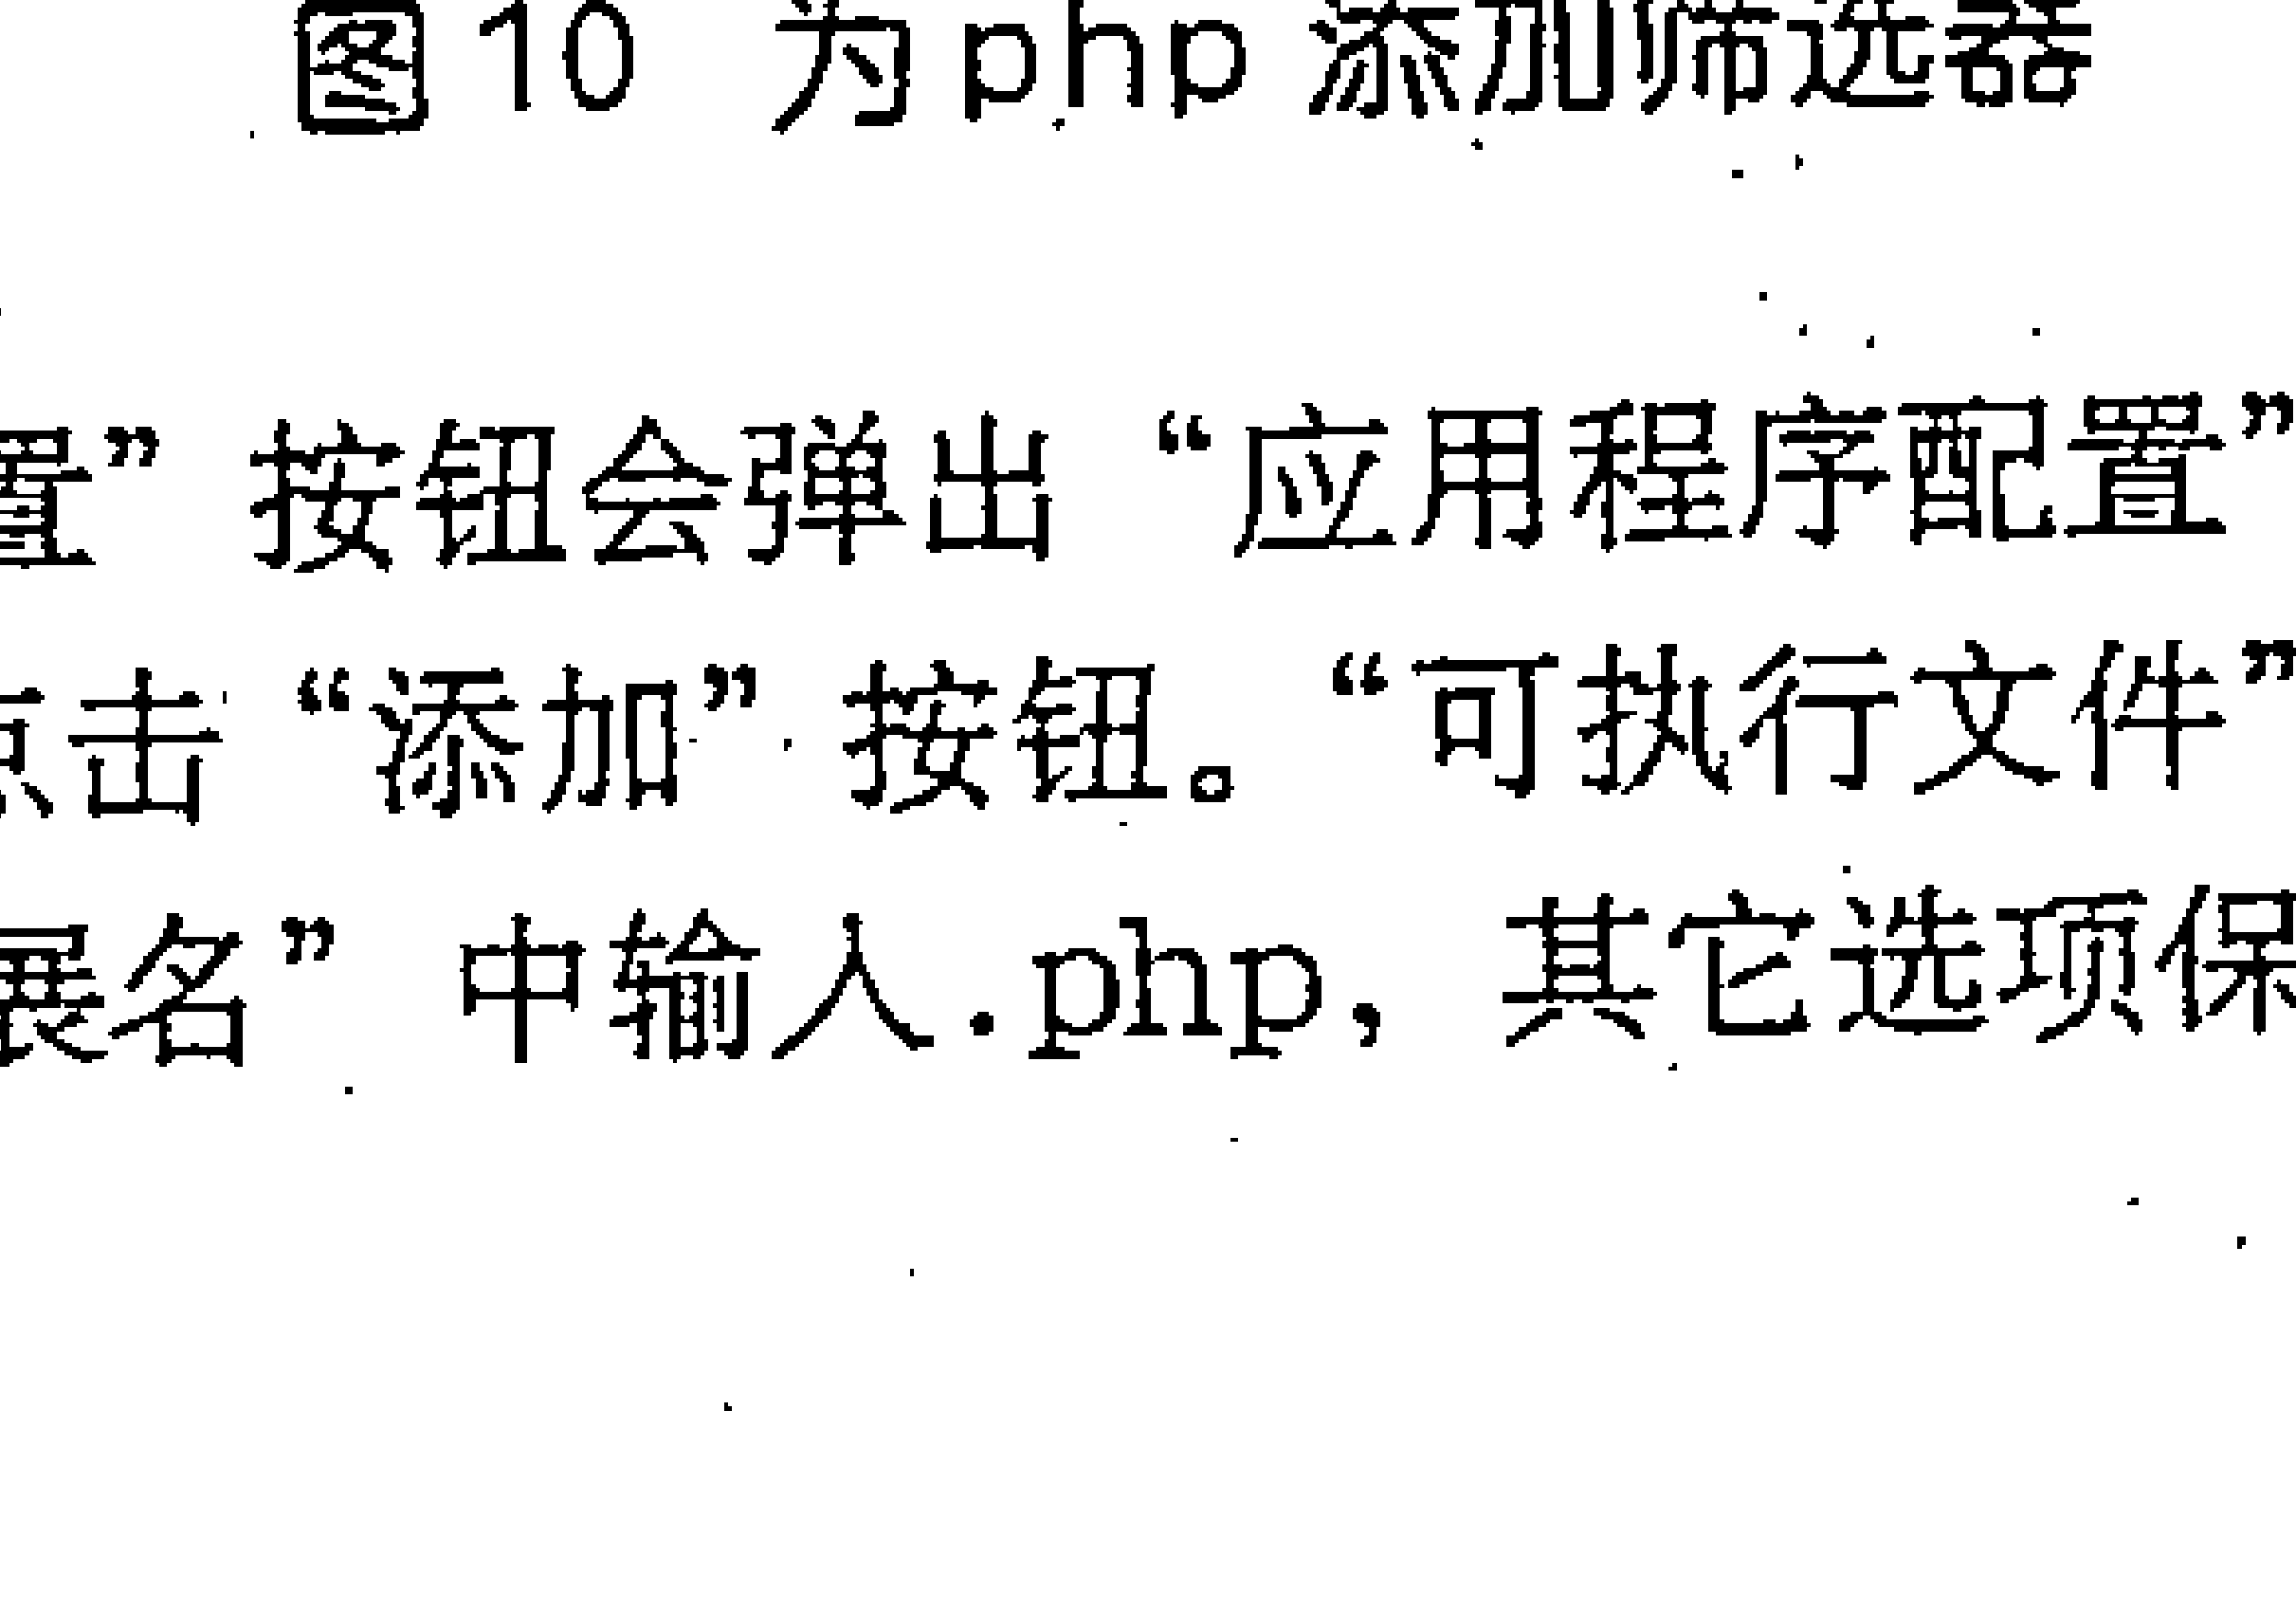 图10 为php添加筛选器
置”按钮会弹出“应用程序配置”
点击“添加”按钮。“可执行文件”
展名”中输入.php，其它选项保